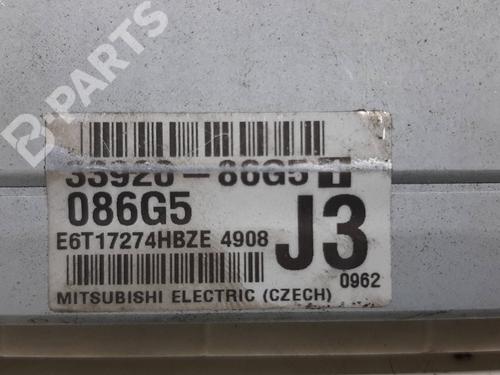 B PARTS
33920-86G5
086G5
J3
E6T17274HBZE 4908
0962
MITSUBISHI ELECTRIC (CZECH)